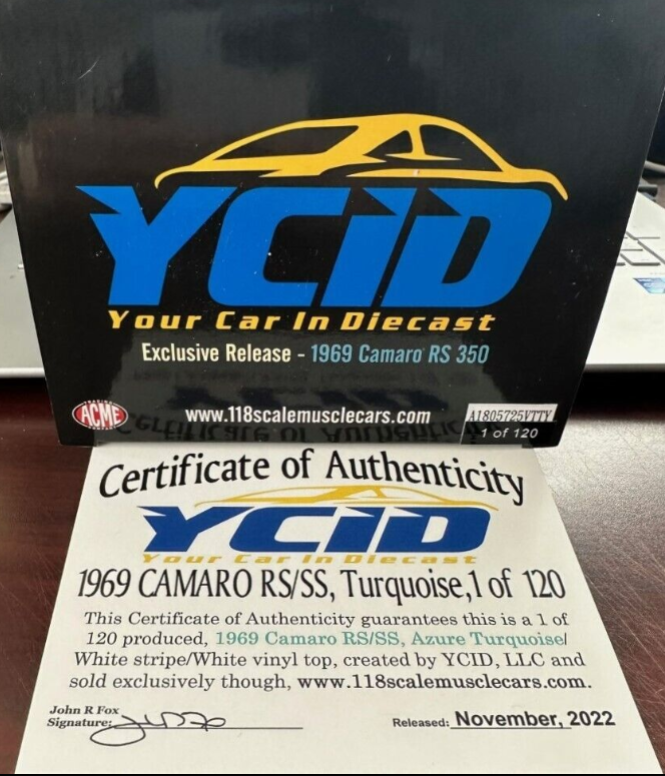 YCID
Your Car In Diecast
Exclusive Release - 1969 Camaro RS 350
ACME
www.118scalemusclecars.com
A1805725VTTV
1 of 120
Certificate of Authenticity
YCID
Your Car In Diecast
1969 CAMARO RS/SS, Turquoise,1 of 120
This Certificate of Authenticity guarantees this is a 1 of
120 produced, 1969 Camaro RS/SS, Azure Turquoise/
White stripe/White vinyl top, created by YCID, LLC and
sold exclusively though, www.118scalemusclecars.com.
John R Fox
Signature:
Released: November, 2022